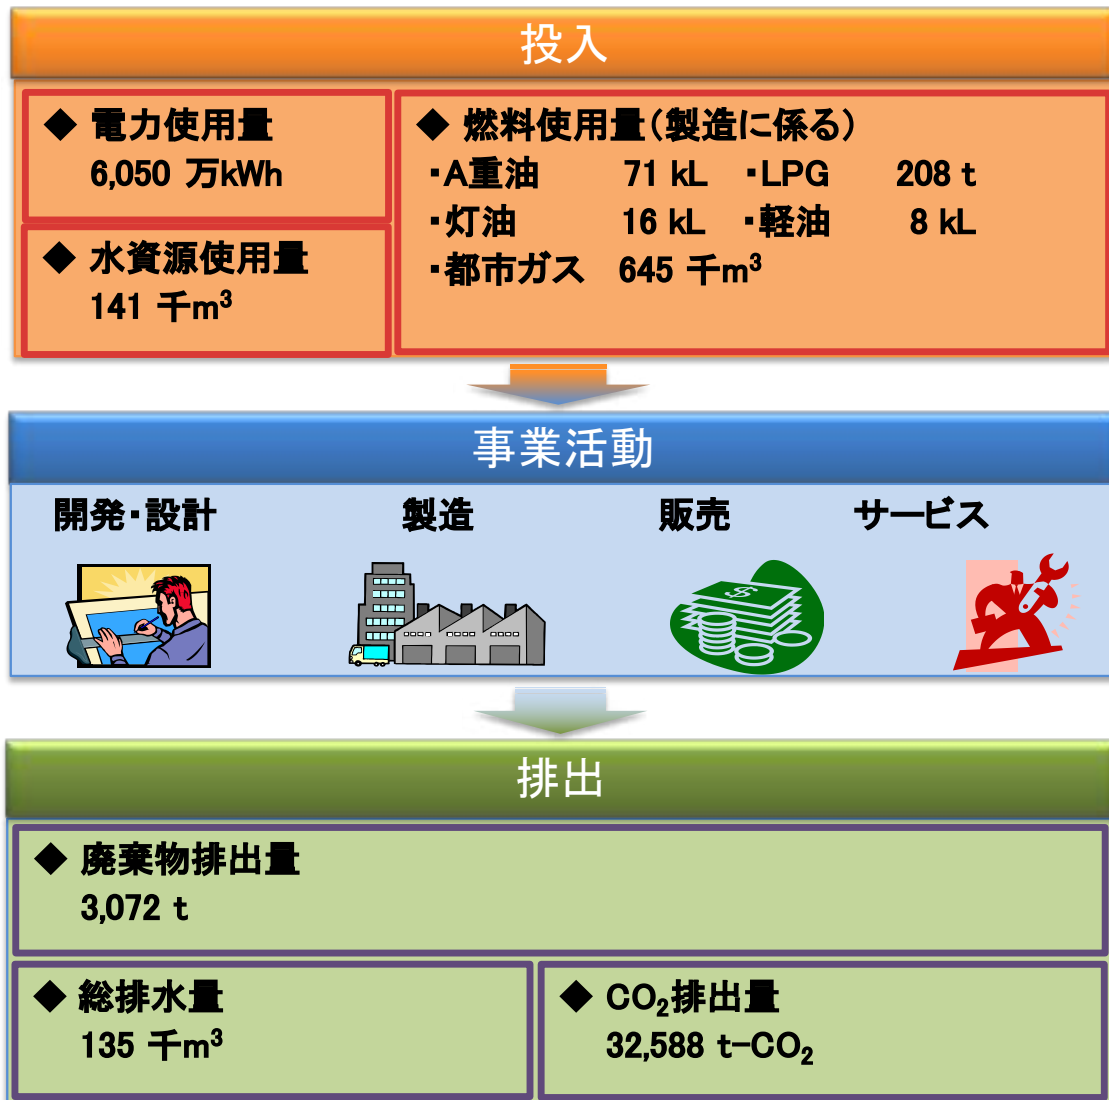 投入
◆ 電力使用量
6,050 万kWh
◆ 水資源使用量
141 千m³
◆ 燃料使用量(製造に係る)
・A重油 71 kL ・LPG 208 t
・灯油 16 kL ・軽油 8 kL
・都市ガス 645 千m³
事業活動
開発・設計 製造 販売 サービス
$
排出
◆ 廃棄物排出量
3,072 t
◆ 総排水量
135 千m³
◆ CO₂排出量
32,588 t-CO₂